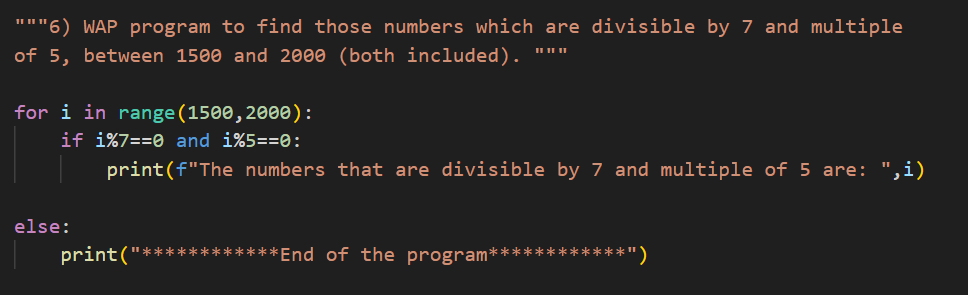 """6) WAP program to find those numbers which are divisible by 7 and multiple
of 5, between 1500 and 2000 (both included). """
for i in range(1500,2000):
    if i%7==0 and i%5==0:
        print(f"The numbers that are divisible by 7 and multiple of 5 are: ",i)
else:
    print("************End of the program************")